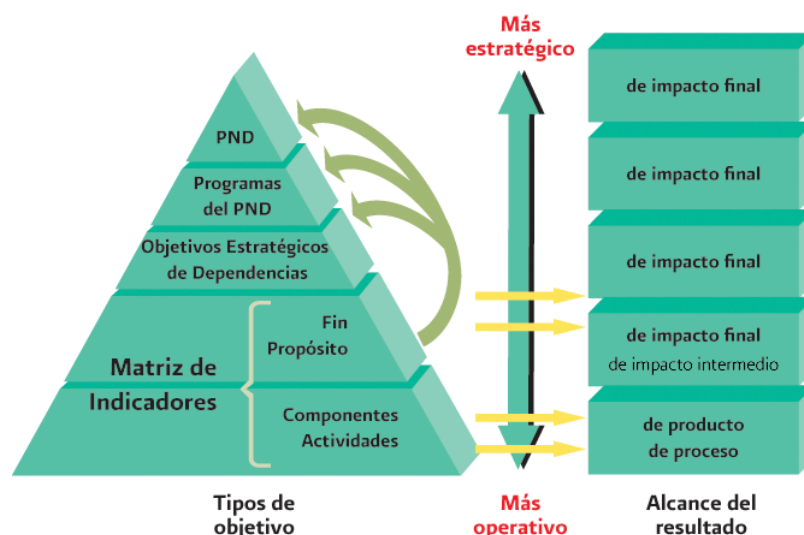 Más
estratégico
PND
Programas
del PND
Objetivos Estratégicos
de Dependencias
Matriz de
Indicadores
Fin
Propósito
Componentes
Actividades
de impacto final
de impacto final
de impacto final
de impacto final
de impacto intermedio
de producto
de proceso
Tipos de
objetivo
Más
operativo
Alcance del
resultado